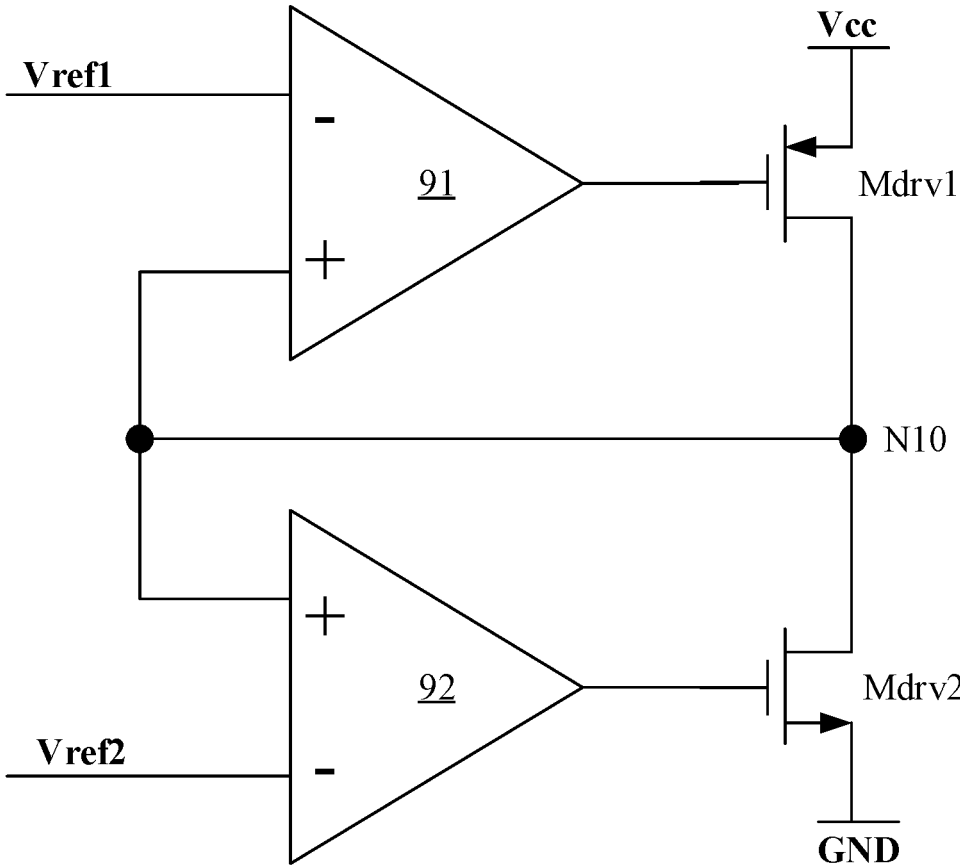 Vcc
Vref1
-
91
Mdrv1
+
N10
+
92
Mdrv2
Vref2
-
GND